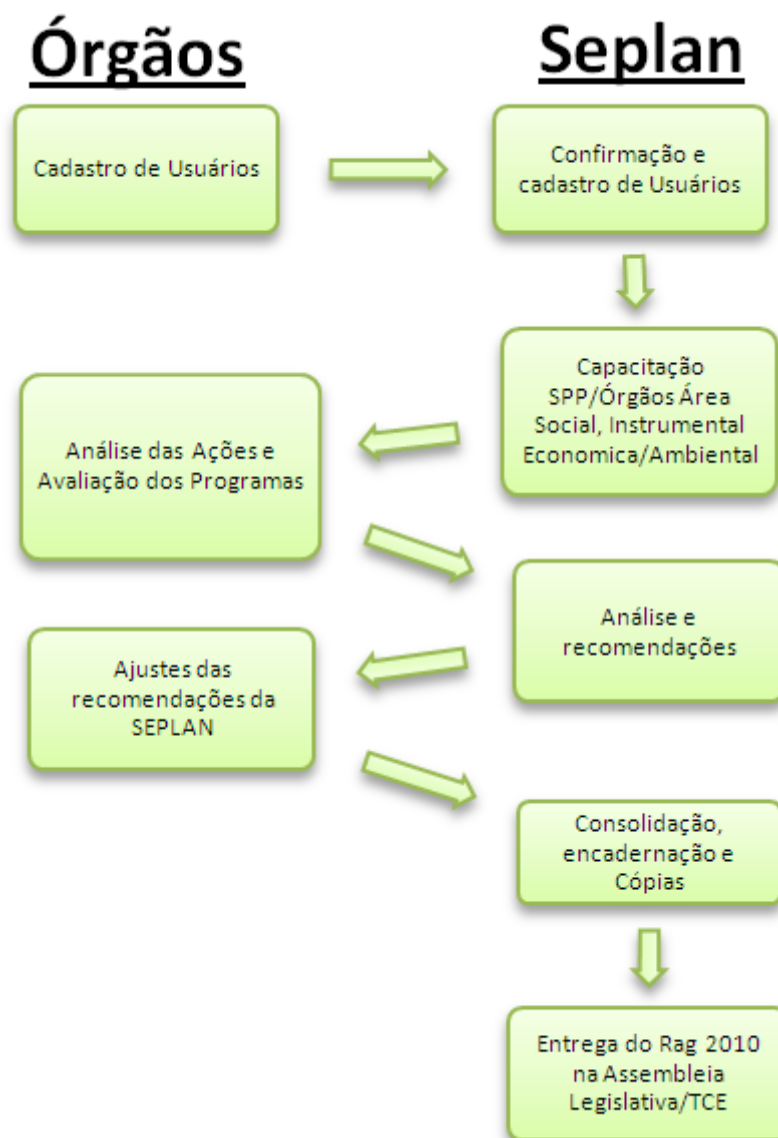 Órgãos
Seplan
Cadastro de Usuários
Confirmação e
cadastro de Usuários
Capacitação
SPP/Órgãos Área
Social, Instrumental
Economica/Ambiental
Análise das Ações e
Avaliação dos Programas
Análise e
recomendações
Ajustes das
recomendações da
SEPLAN
Consolidação,
encadernação e
Cópias
Entrega do Rag 2010
na Assembleia
Legislativa/TCE